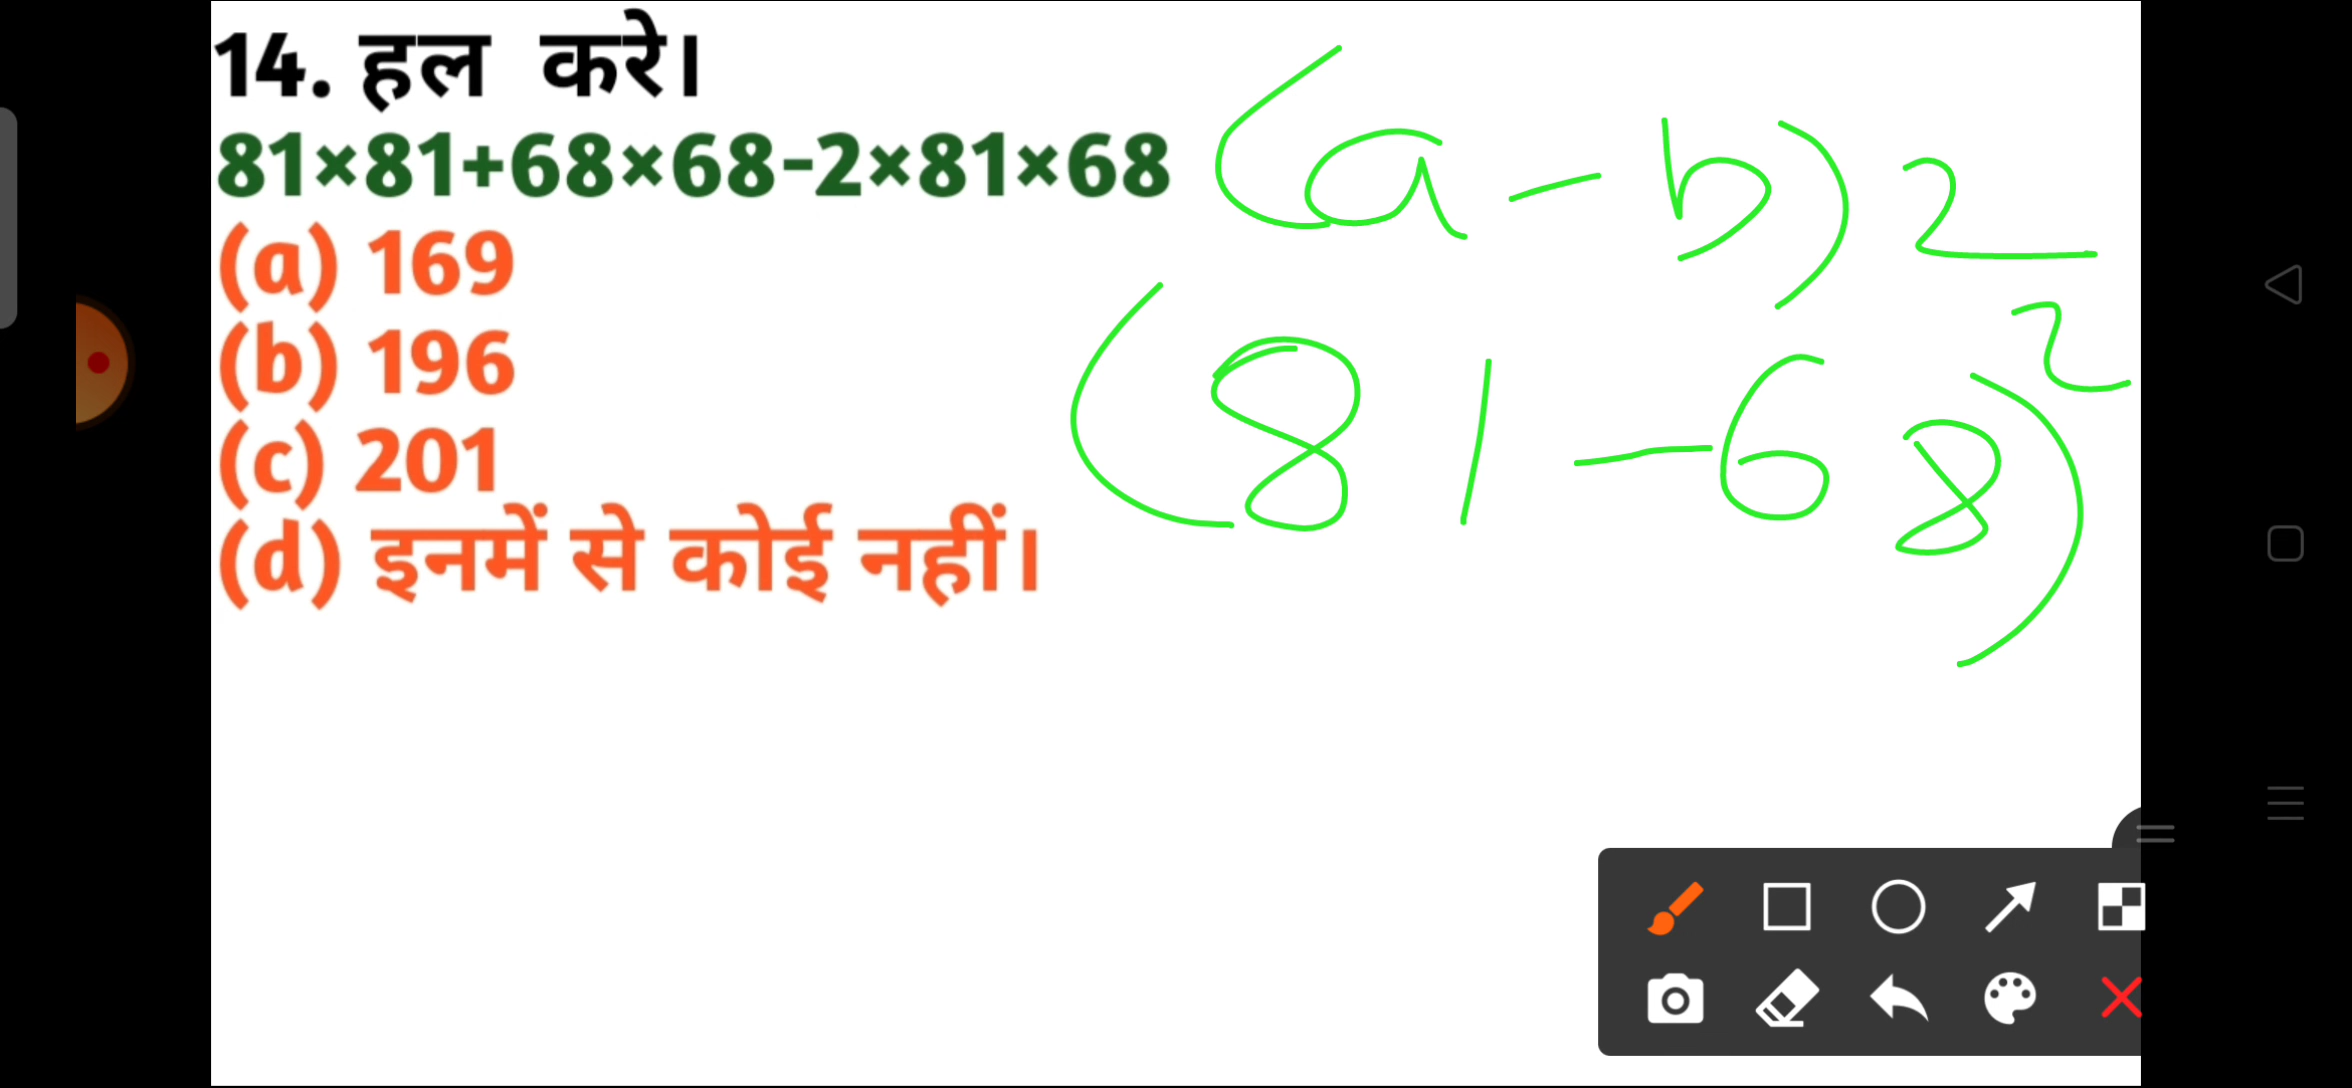 14. हल करे।
81×81+68×68-2×81×68
(a) 169
(b) 196
(c) 201
(d) इनमें से कोई नहीं।
(a-b)2
(81-68)2